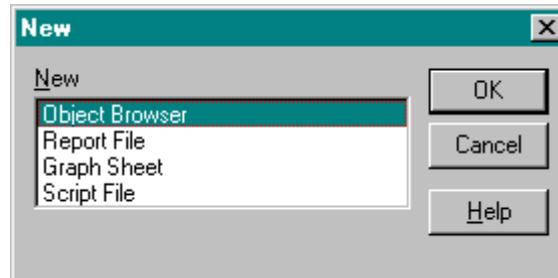 New
New
Object Browser
Report File
Graph Sheet
Script File
OK
Cancel
Help